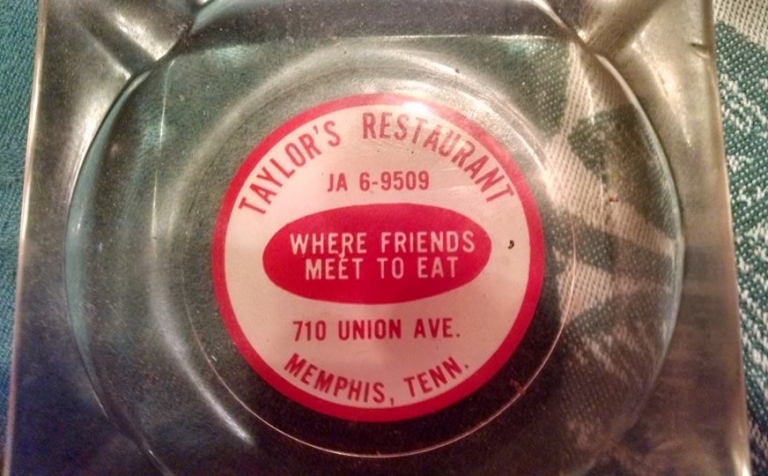 TAYLOR'S RESTAURANT
JA 6-9509
WHERE FRIENDS
MEET TO EAT
710 UNION AVE.
MEMPHIS, TENN.